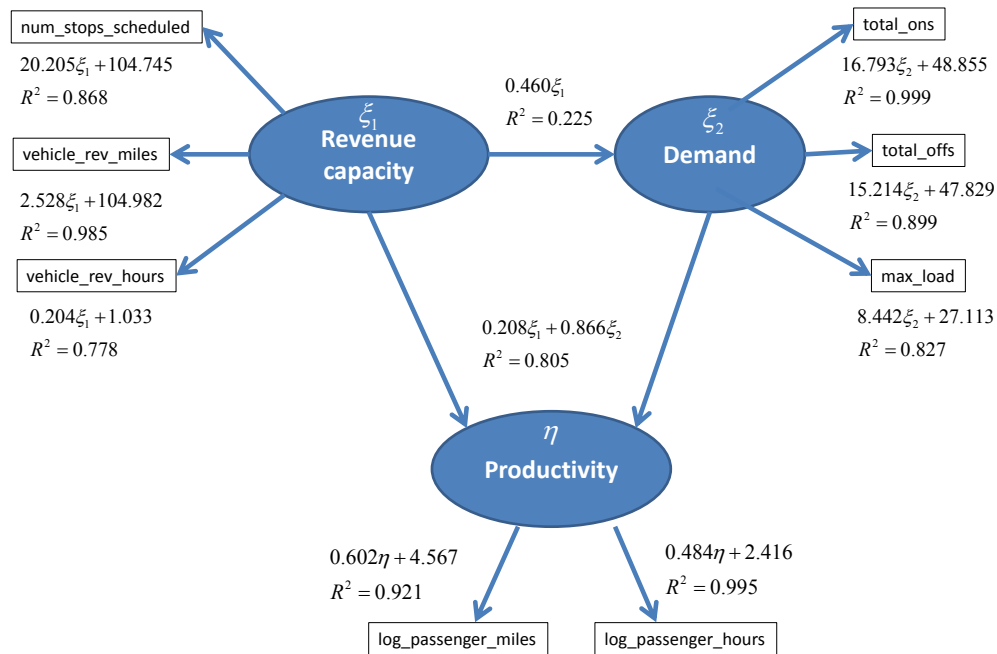 num_stops_scheduled
20.205ξ₁ +104.745
R² = 0.868
vehicle_rev_miles
2.528ξ₁ +104.982
R² = 0.985
vehicle_rev_hours
0.204ξ₁ +1.033
R² = 0.778
ξ₁
Revenue
capacity
0.460ξ₁
R² = 0.225
ξ₂
Demand
total_ons
16.793ξ₂ + 48.855
R² = 0.999
total_offs
15.214ξ₂ + 47.829
R² = 0.899
max_load
8.442ξ₂ + 27.113
R² = 0.827
0.208ξ₁ + 0.866ξ₂
R² = 0.805
η
Productivity
0.602η + 4.567
R² = 0.921
0.484η + 2.416
R² = 0.995
log_passenger_miles
log_passenger_hours